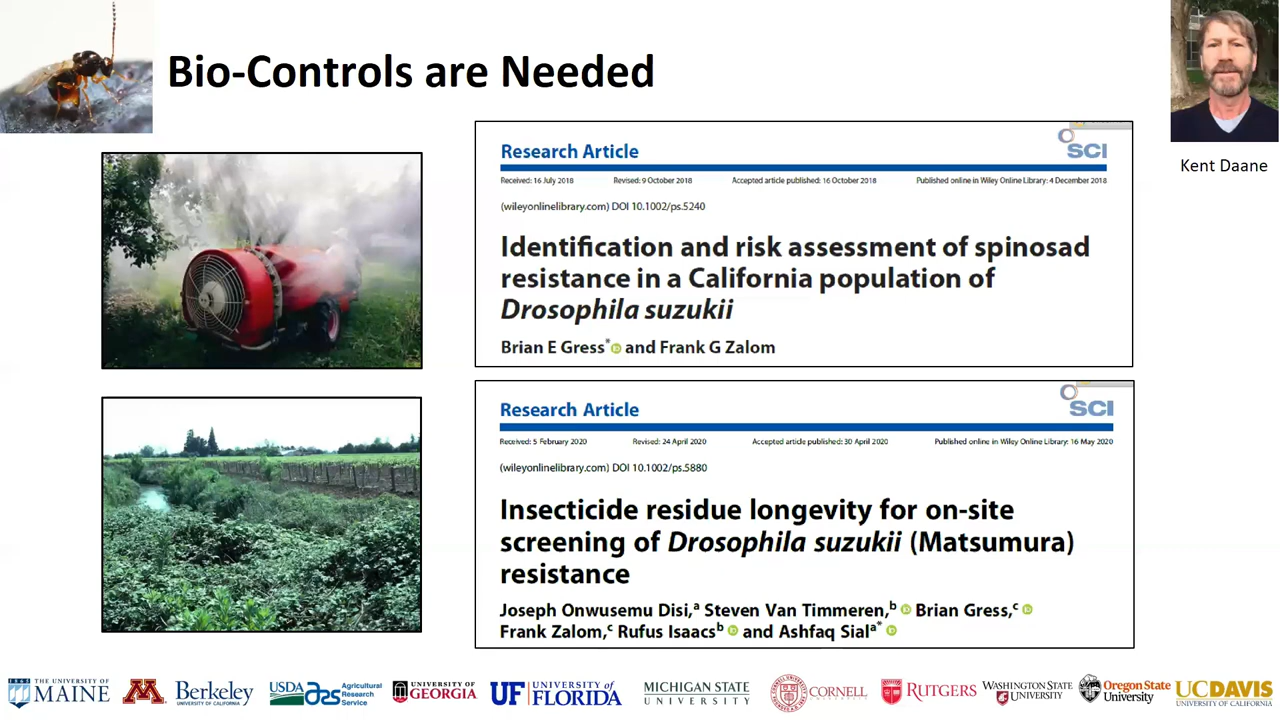 Bio-Controls are Needed
Kent Daane
SCI
Research Article
Received: 16 July 2018 Revised: 9 October 2018 Accepted article published: 16 October 2018 Published online in Wiley Online Library: 4 December 2018
(wileyonlinelibrary.com) DOI 10.1002/ps.5240
Identification and risk assessment of spinosad
resistance in a California population of
Drosophila suzukii
Brian E Gress* and Frank G Zalom
SCI
Research Article
Received: 5 February 2020 Revised: 24 April 2020 Accepted article published: 30 April 2020 Published online in Wiley Online Library: 16 May 2020
(wileyonlinelibrary.com) DOI 10.1002/ps.5880
Insecticide residue longevity for on-site
screening of Drosophila suzukii (Matsumura)
resistance
Joseph Onwusemu Disi,a Steven Van Timmeren,b Brian Gress,c
Frank Zalom,c Rufus Isaacsb and Ashfaq Siala*
1865 THE UNIVERSITY OF
MAINE
M
Berkeley
UNIVERSITY OF CALIFORNIA
USDA ars Agricultural
Research
Service
UNIVERSITY OF
GEORGIA
UF UNIVERSITY of
FLORIDA
MICHIGAN STATE
UNIVERSITY
CORNELL
RUTGERS
WASHINGTON STATE
UNIVERSITY
Oregon State
University
UCDAVIS
UNIVERSITY OF CALIFORNIA